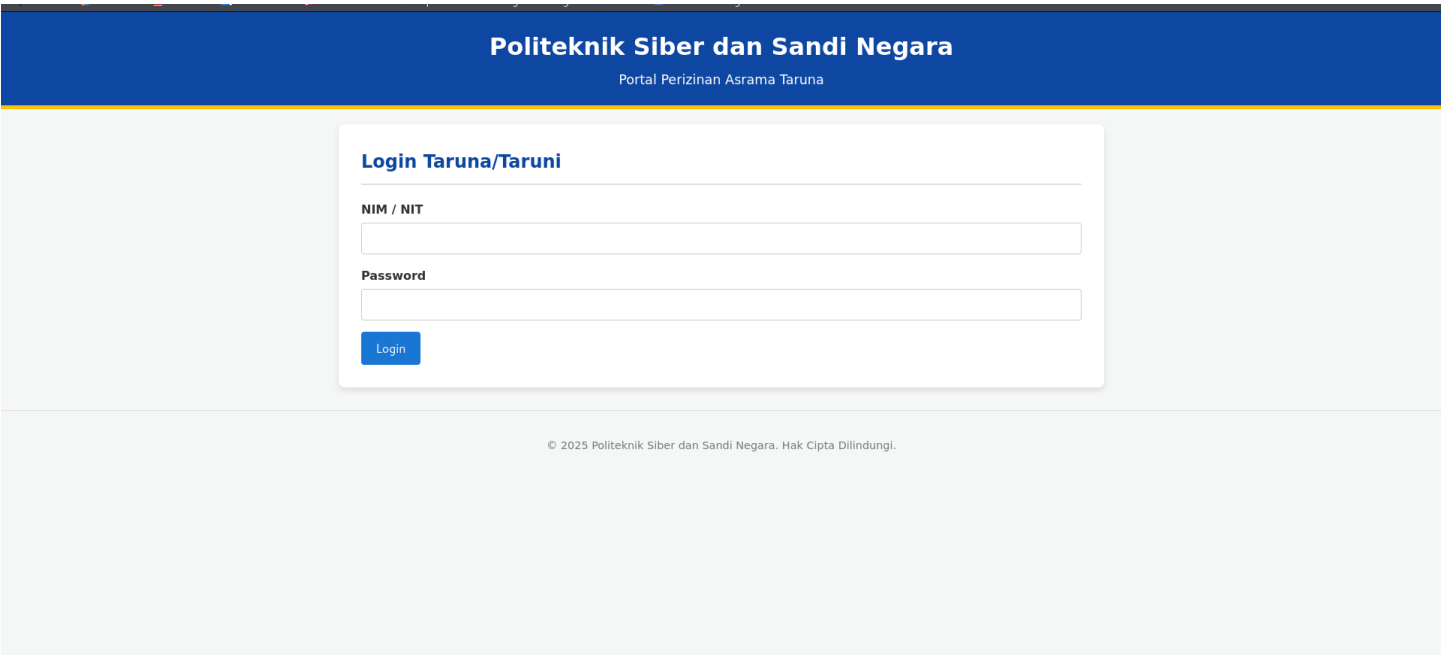 Politeknik Siber dan Sandi Negara
Portal Perizinan Asrama Taruna
Login Taruna/Taruni
NIM / NIT
Password
Login
© 2025 Politeknik Siber dan Sandi Negara. Hak Cipta Dilindungi.